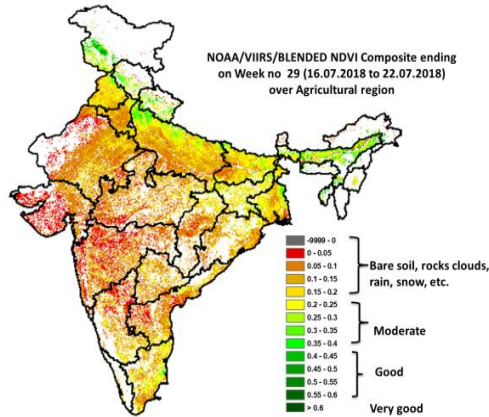 NOAA/VIIRS/BLENDED NDVI Composite ending
on Week no 29 (16.07.2018 to 22.07.2018)
over Agricultural region
-9999 - 0
0 - 0.05
0.05 - 0.1
0.1 - 0.15
0.15 - 0.2
0.2 - 0.25
0.25 - 0.3
0.3 - 0.35
0.35 - 0.4
0.4 - 0.45
0.45 - 0.5
0.5 - 0.55
0.55 - 0.6
> 0.6
Bare soil, rocks clouds,
rain, snow, etc.
Moderate
Good
Very good